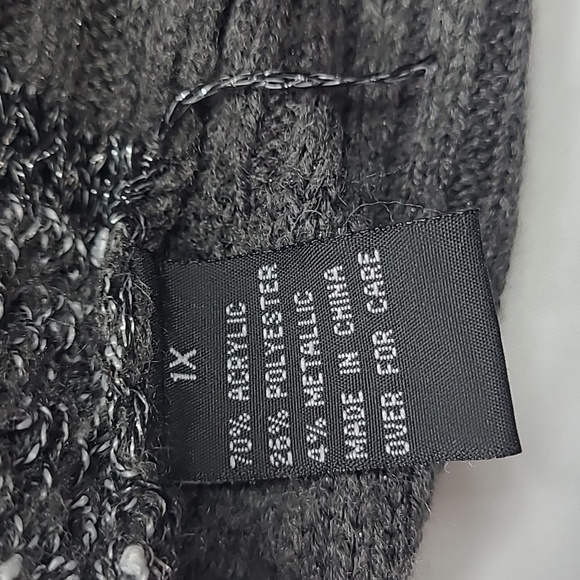 1X
70% ACRYLIC
26% POLYESTER
4% METALLIC
MADE IN CHINA
OVER FOR CARE